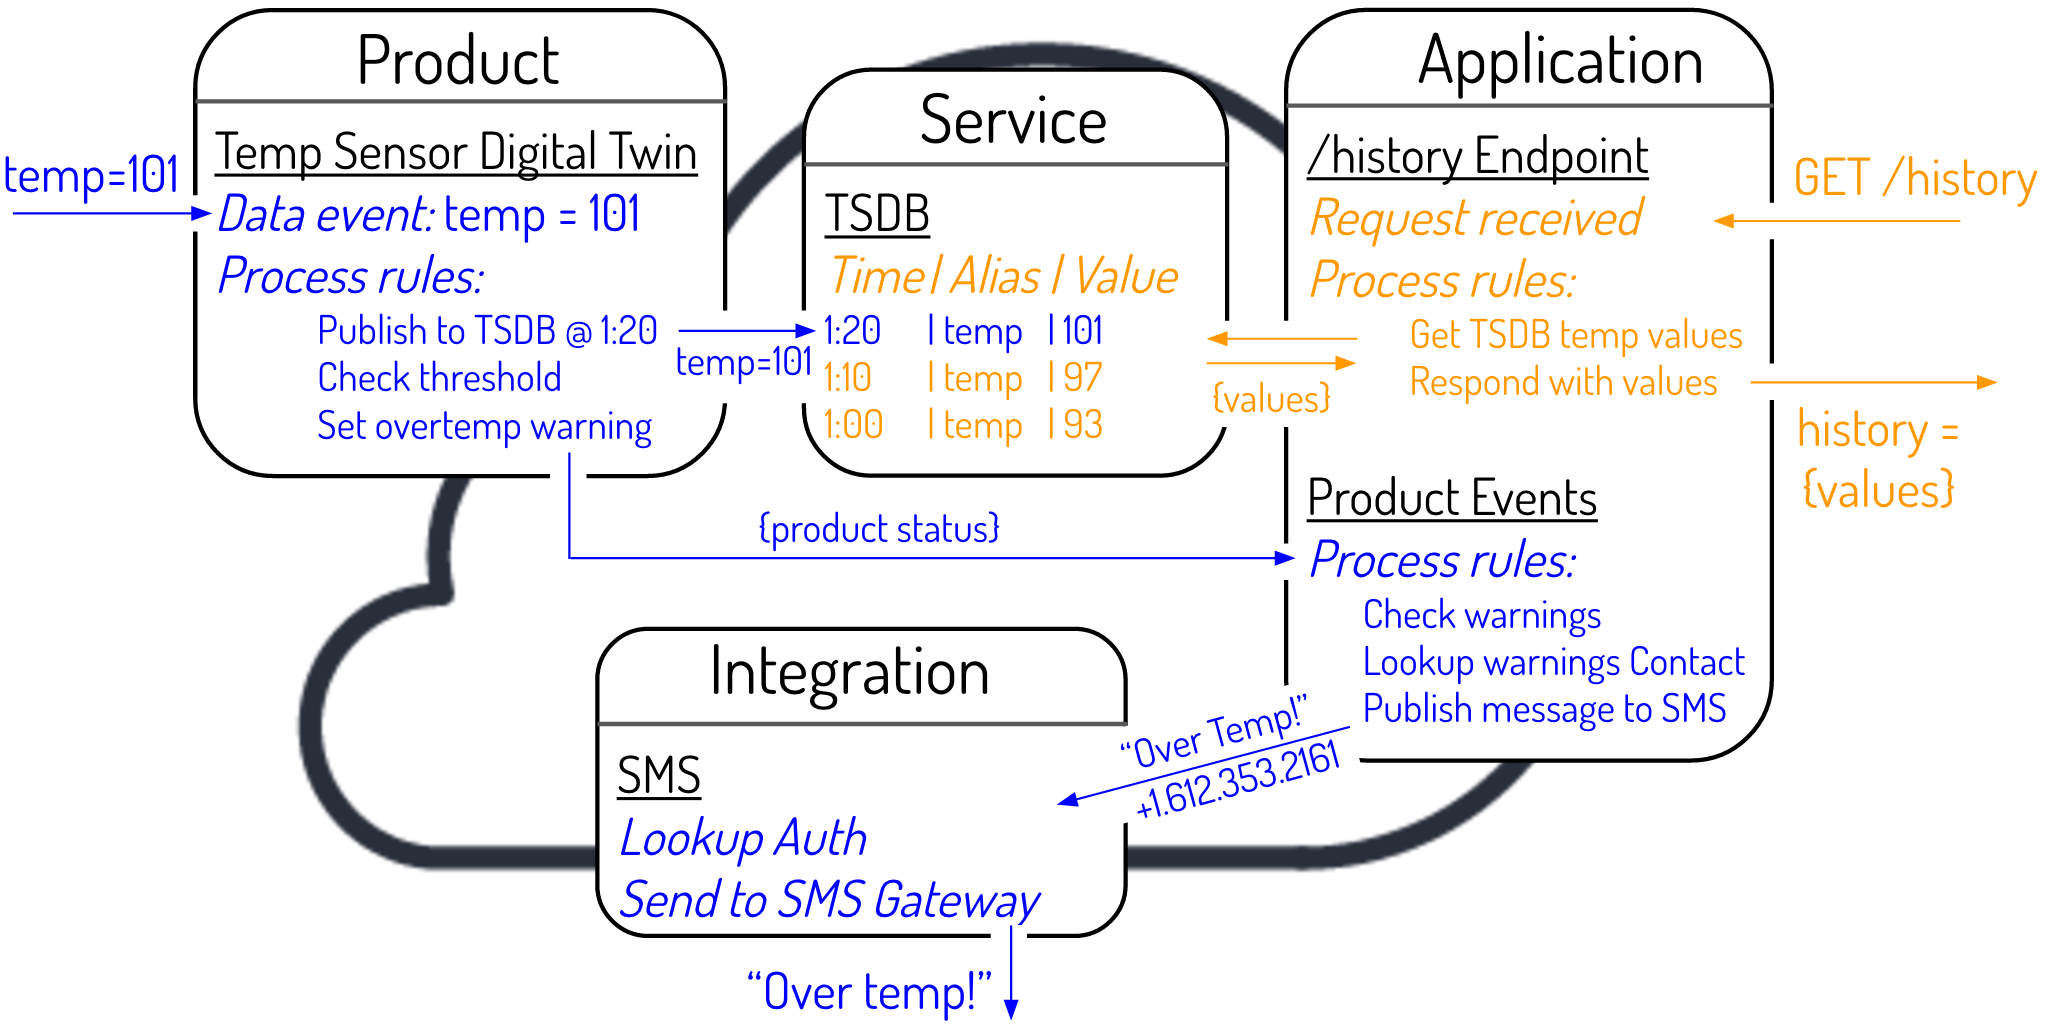 Product
Temp Sensor Digital Twin
temp=101
Data event: temp = 101
Process rules:
Publish to TSDB @ 1:20
Check threshold
Set overtemp warning
temp=101
Service
TSDB
Time | Alias | Value
1:20 | temp | 101
1:10 | temp | 97
1:00 | temp | 93
Application
/history Endpoint
GET /history
Request received
Process rules:
Get TSDB temp values
Respond with values
{values}
history =
{values}
{product status}
Product Events
Process rules:
Check warnings
Lookup warnings Contact
Publish message to SMS
“Over Temp!”
+1.612.353.2161
Integration
SMS
Lookup Auth
Send to SMS Gateway
“Over temp!”